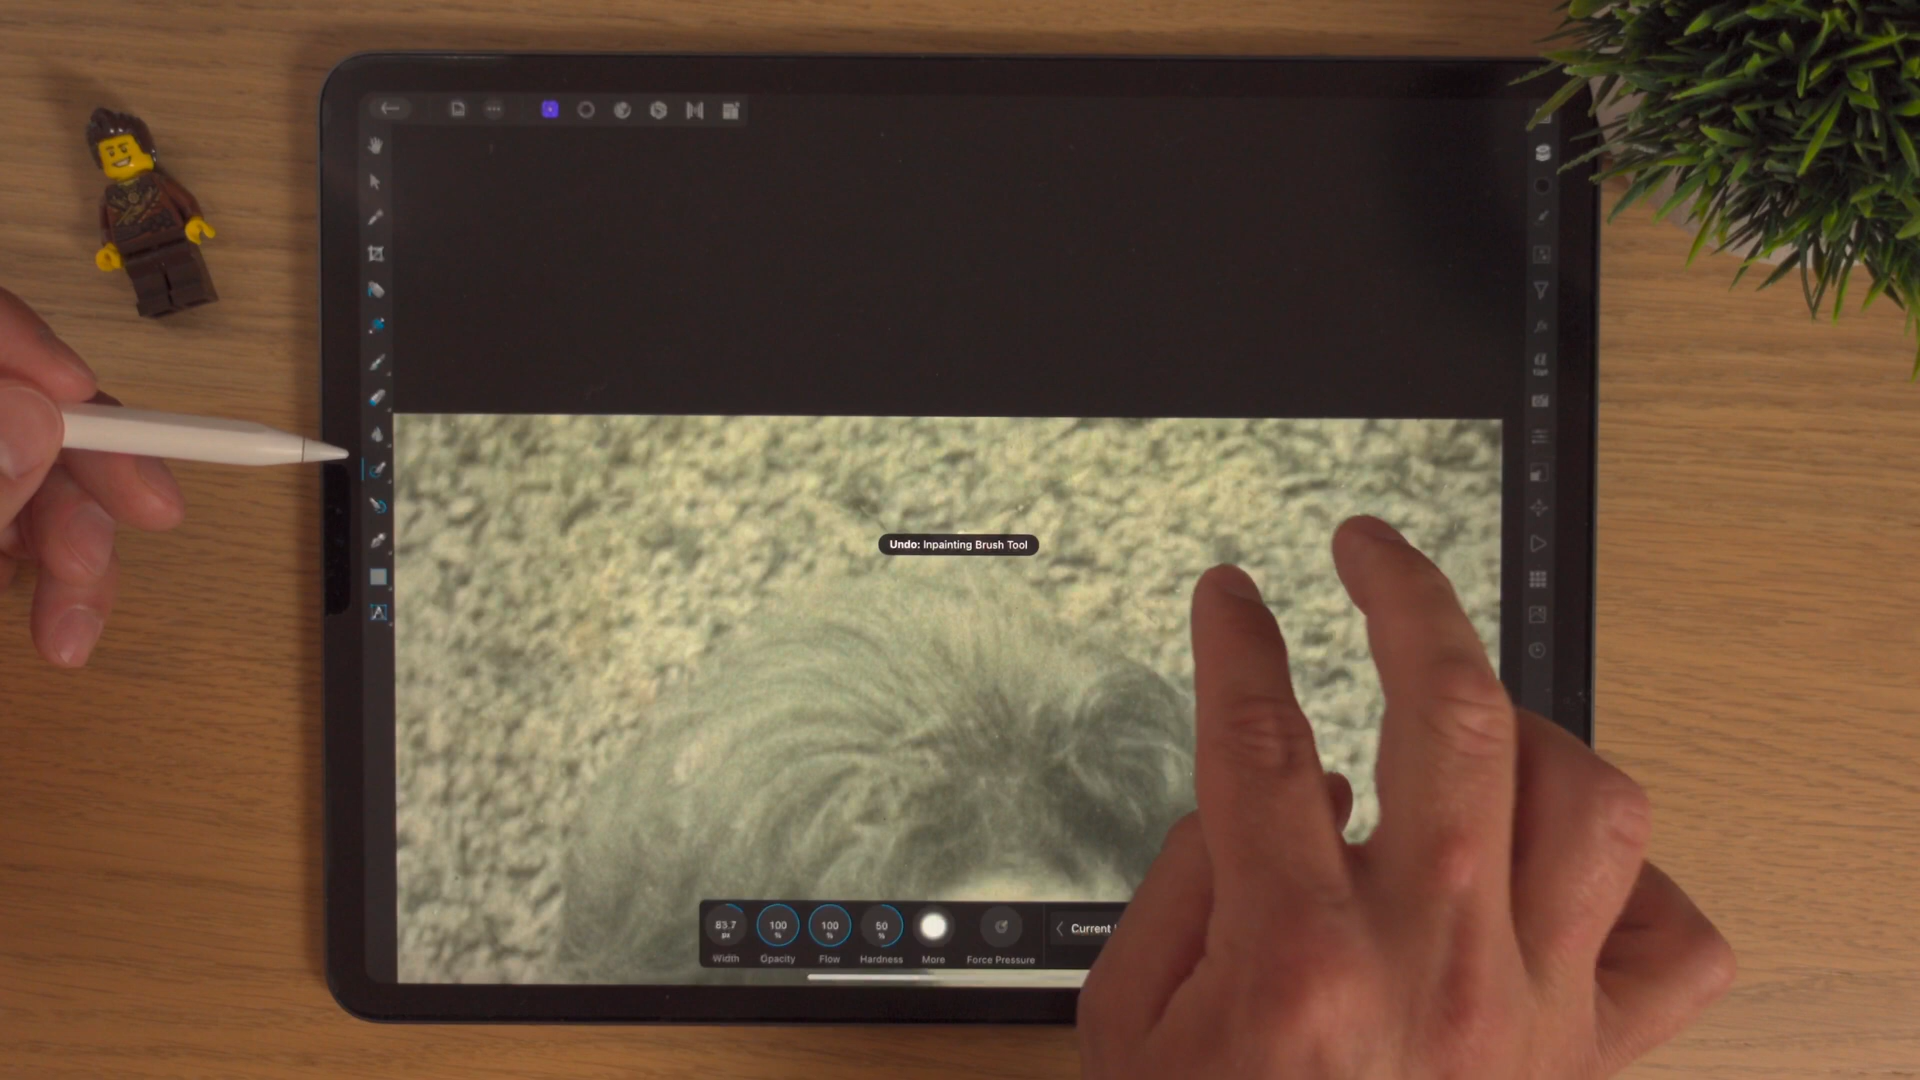 Undo: Inpainting Brush Tool
83.7 px
100 %
100 %
50 %
Width
Opacity
Flow
Hardness
More
Force Pressure
Current